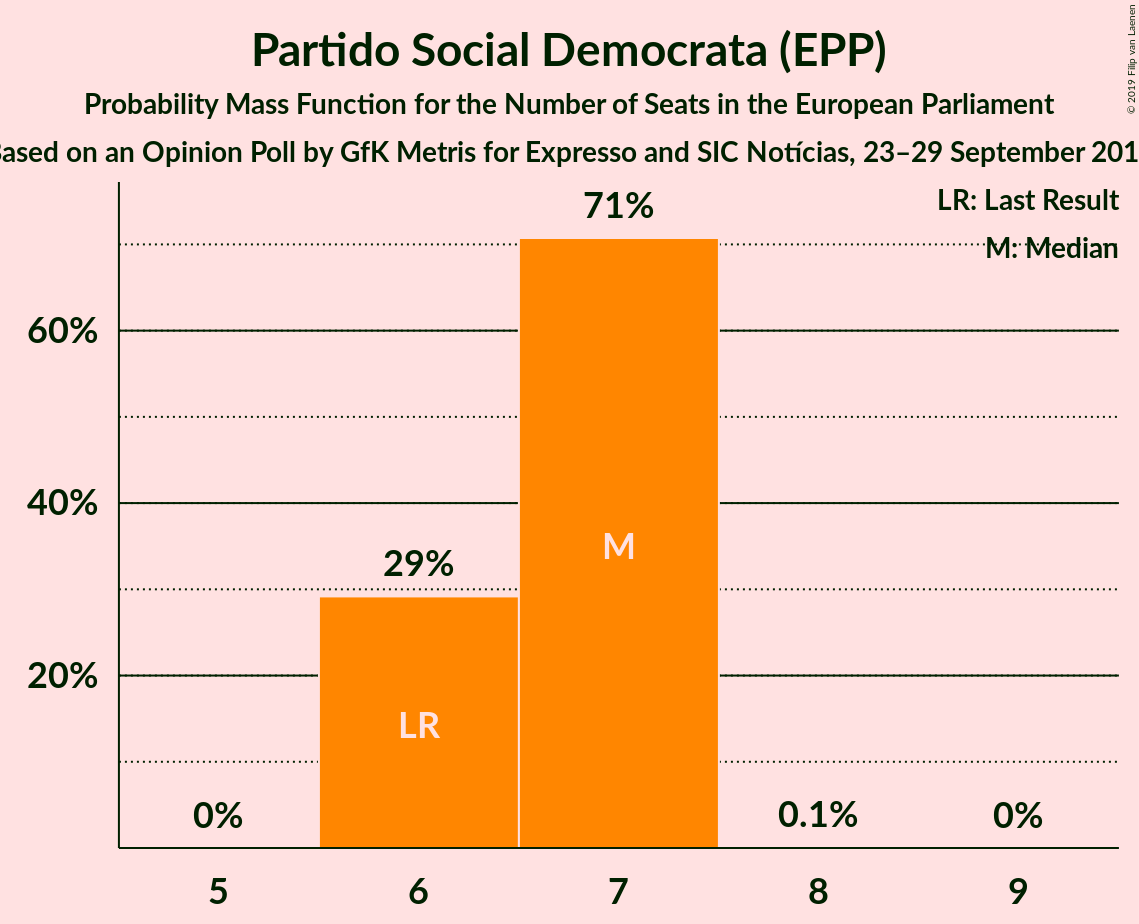 Partido Social Democrata (EPP)
Probability Mass Function for the Number of Seats in the European Parliament
ased on an Opinion Poll by GfK Metris for Expresso and SIC Notícias, 23–29 September 201
© 2019 Filip van Laenen
LR: Last Result
M: Median
71%
60%
40%
29%
M
20%
LR
0%
0.1%
0%
5 6 7 8 9